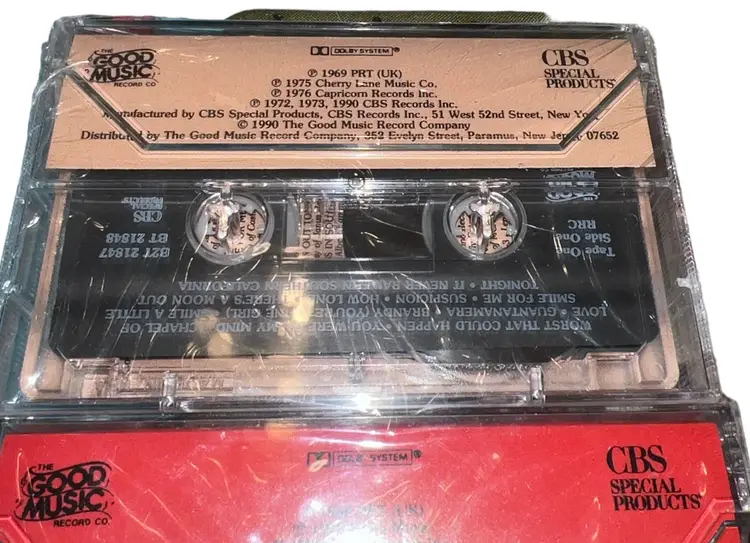 THE
GOOD
MUSIC
RECORD CO.
DOLBY SYSTEM®
CBS
SPECIAL
PRODUCTS
℗ 1969 PRT (UK)
℗ 1975 Cherry Lane Music Co.
℗ 1976 Capricorn Records Inc.
℗ 1972, 1973, 1990 CBS Records Inc.
Manufactured by CBS Special Products, CBS Records Inc., 51 West 52nd Street, New York
© 1990 The Good Music Record Company
Distributed by The Good Music Record Company, 352 Evelyn Street, Paramus, New Jersey 07652
MUSIC
CBS
SPECIAL
PRODUCTS
Tape One
Side One
RRC
B2T 21847
BT 21848
WORST THAT COULD HAPPEN • YOU WERE ON MY MIND • CHAPEL OF
LOVE • GUANTANAMERA • BRANDY (YOU'RE A FINE GIRL) • SMILE A LITTLE
SMILE FOR ME • SUSPICION • HOW LONG • THERE'S A MOON OUT
TONIGHT • IT NEVER RAINS IN SOUTHERN CALIFORNIA
THE
GOOD
MUSIC
RECORD CO.
DOLBY SYSTEM®
CBS
SPECIAL
PRODUCTS